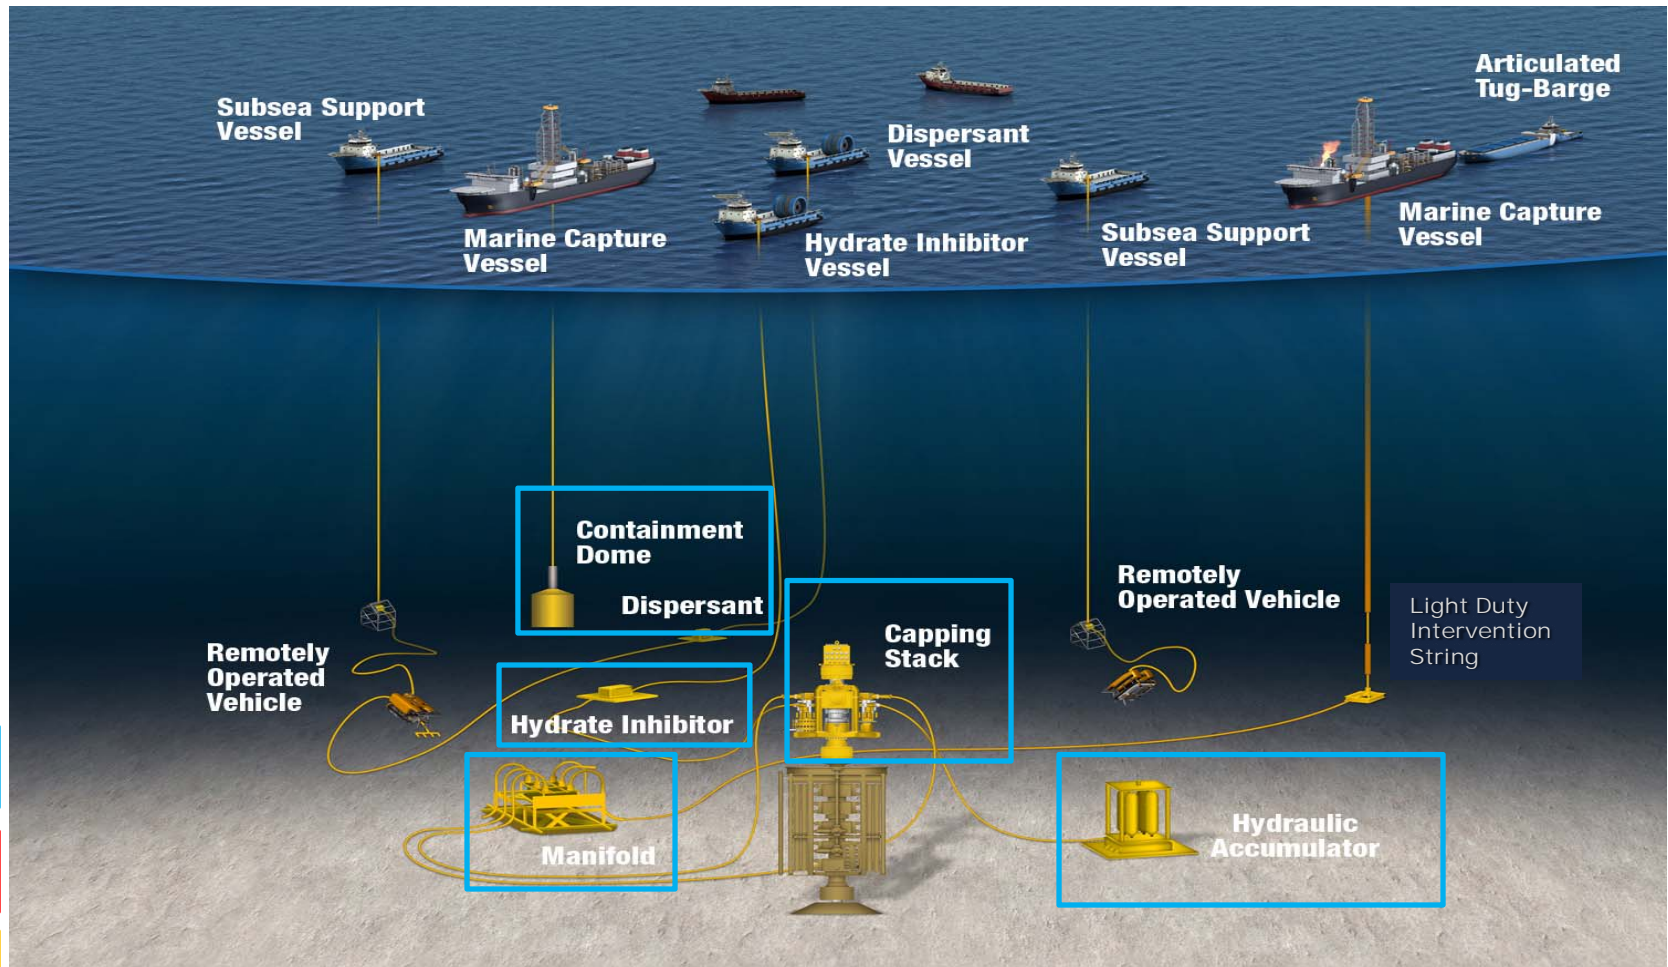 Articulated
Tug-Barge
Subsea Support
Vessel
Dispersant
Vessel
Marine Capture
Vessel
Hydrate Inhibitor
Vessel
Subsea Support
Vessel
Marine Capture
Vessel
Containment
Dome
Dispersant
Remotely
Operated Vehicle
Light Duty
Intervention
String
Capping
Stack
Remotely
Operated
Vehicle
Hydrate Inhibitor
Manifold
Hydraulic
Accumulator